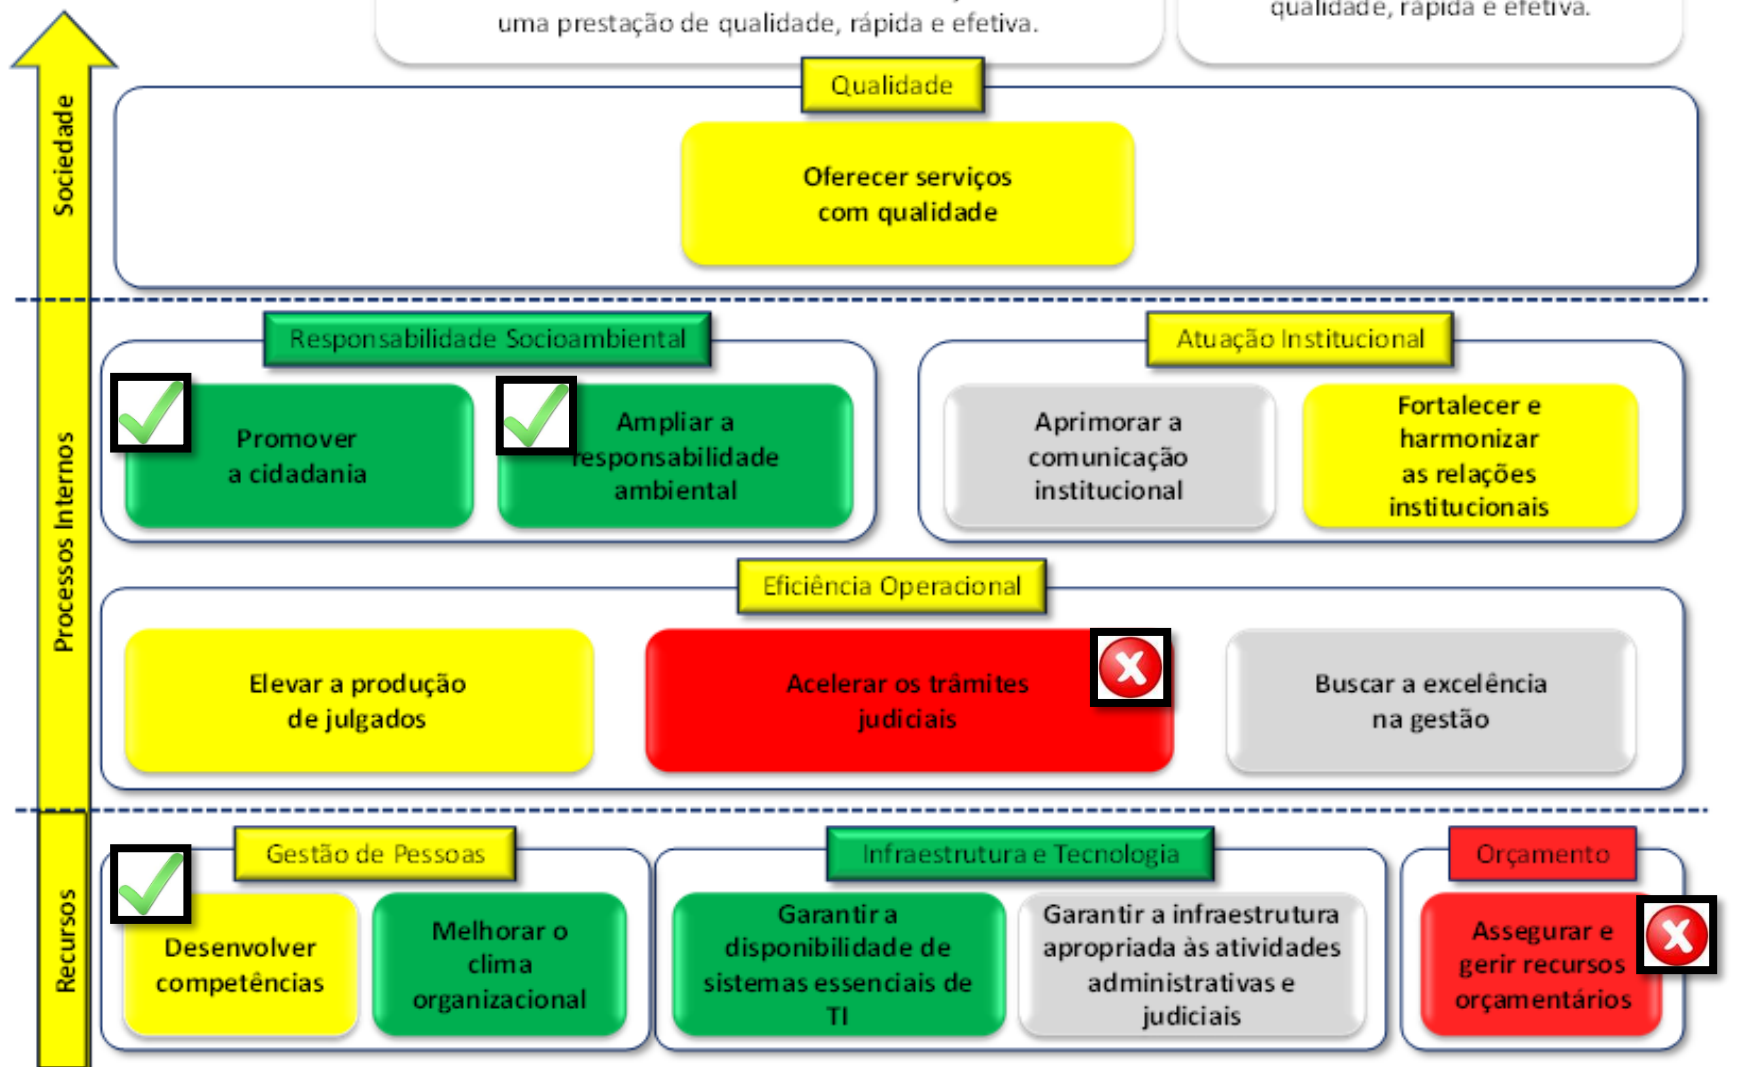 uma prestação de qualidade, rápida e efetiva.
qualidade, rápida e efetiva.
Qualidade
Sociedade
Oferecer serviços
com qualidade
Processos Internos
Responsabilidade Socioambiental
Promover
a cidadania
Ampliar a
responsabilidade
ambiental
Atuação Institucional
Aprimorar a
comunicação
institucional
Fortalecer e
harmonizar
as relações
institucionais
Eficiência Operacional
Elevar a produção
de julgados
Acelerar os trâmites
judiciais
Buscar a excelência
na gestão
Recursos
Gestão de Pessoas
Desenvolver
competências
Melhorar o
clima
organizacional
Infraestrutura e Tecnologia
Garantir a
disponibilidade de
sistemas essenciais de
TI
Garantir a infraestrutura
apropriada às atividades
administrativas e
judiciais
Orçamento
Assegurar e
gerir recursos
orçamentários